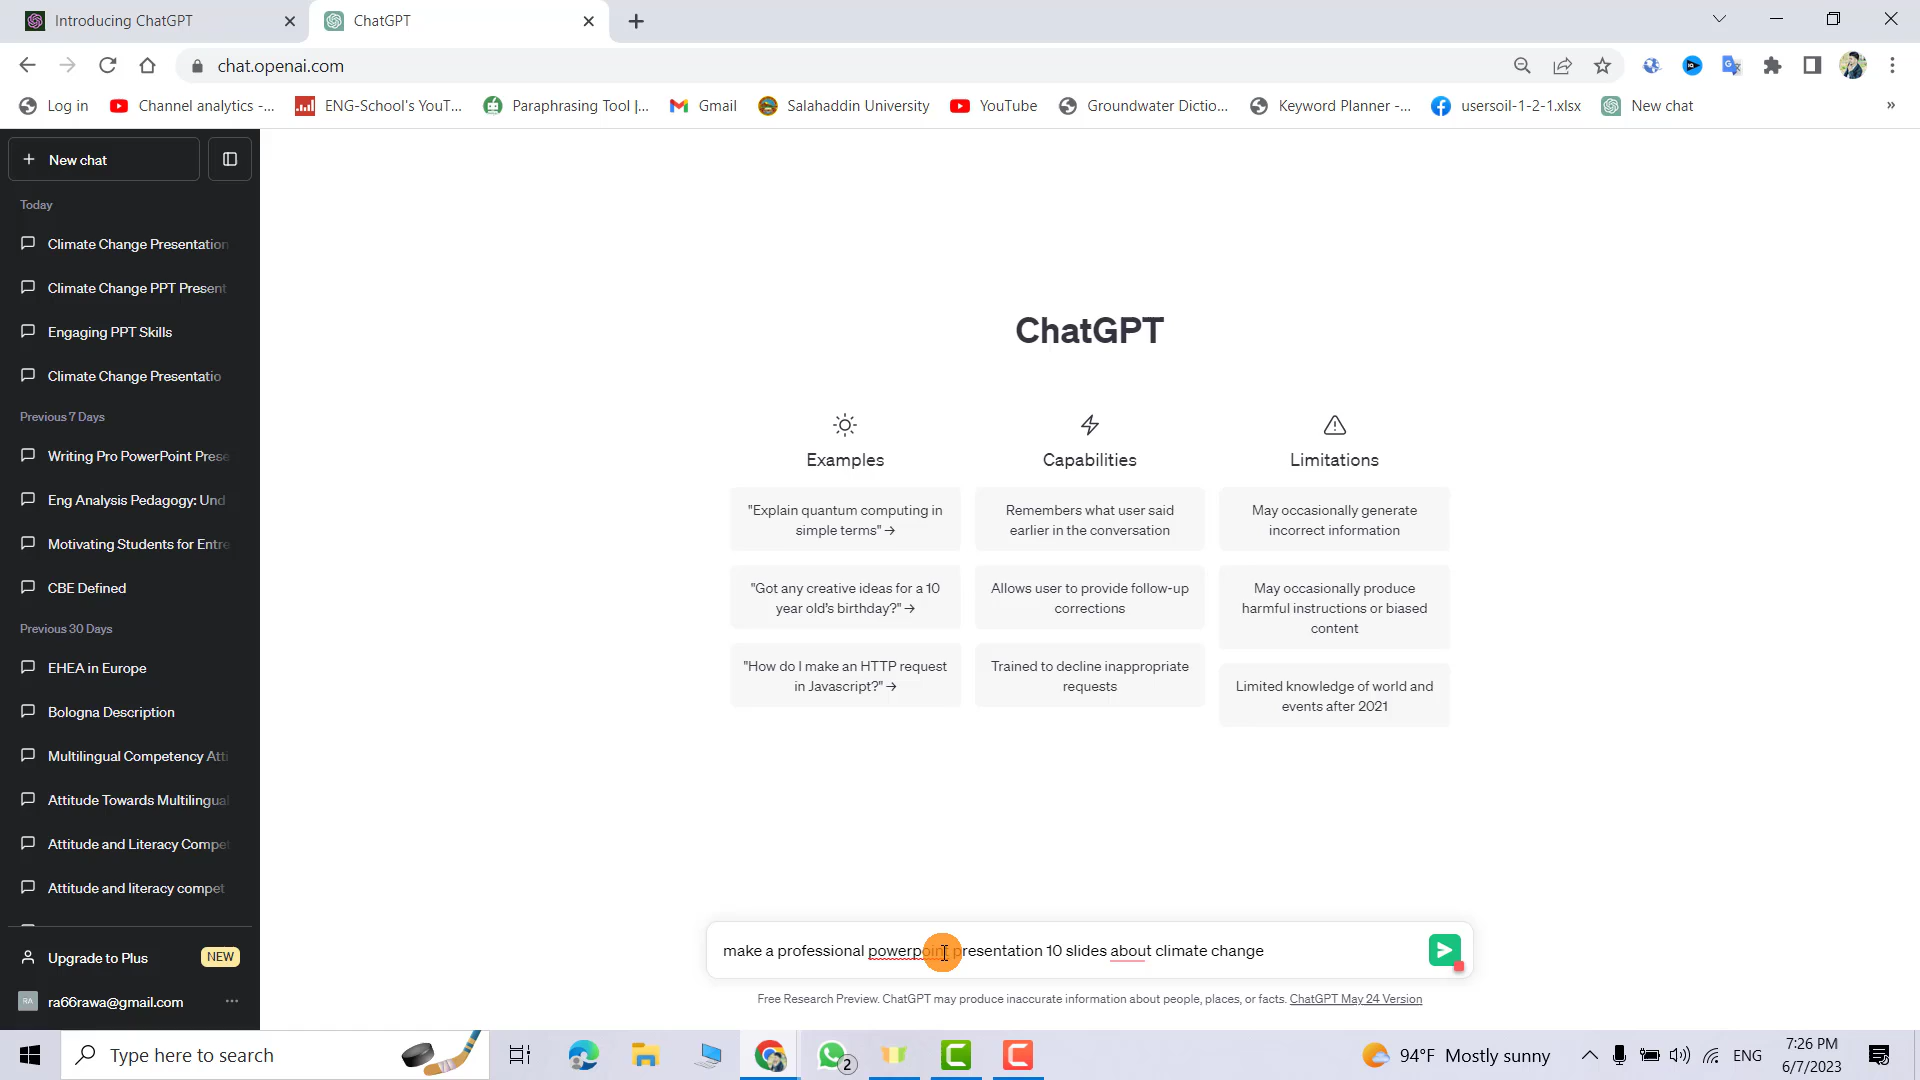 Introducing ChatGPT
ChatGPT
chat.openai.com
Log in
Channel analytics -...
ENG-School's YouT...
Paraphrasing Tool |...
Gmail
Salahaddin University
YouTube
Groundwater Dictio...
Keyword Planner -...
usersoil-1-2-1.xlsx
New chat
»
+ New chat
Today
Climate Change Presentation
Climate Change PPT Present
Engaging PPT Skills
Climate Change Presentatio
Previous 7 Days
Writing Pro PowerPoint Prese
Eng Analysis Pedagogy: Und
Motivating Students for Entre
CBE Defined
Previous 30 Days
EHEA in Europe
Bologna Description
Multilingual Competency Atti
Attitude Towards Multilingual
Attitude and Literacy Compet
Attitude and literacy compet
Upgrade to Plus
NEW
RA
ra66rawa@gmail.com
ChatGPT
Examples
"Explain quantum computing in
simple terms" →
"Got any creative ideas for a 10
year old's birthday?" →
"How do I make an HTTP request
in Javascript?" →
Capabilities
Remembers what user said
earlier in the conversation
Allows user to provide follow-up
corrections
Trained to decline inappropriate
requests
Limitations
May occasionally generate
incorrect information
May occasionally produce
harmful instructions or biased
content
Limited knowledge of world and
events after 2021
make a professional powerpoint presentation 10 slides about climate change
Free Research Preview. ChatGPT may produce inaccurate information about people, places, or facts. ChatGPT May 24 Version
Type here to search
2
94°F Mostly sunny
ENG
7:26 PM
6/7/2023